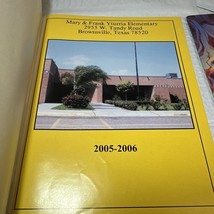 Mary & Frank Yturria Elementary
2955 W. Tandy Road
Brownsville, Texas 78520
2005-2006